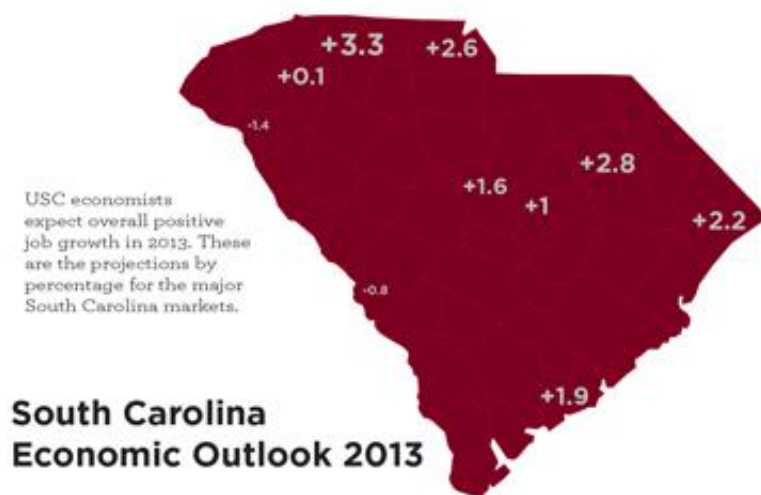 +3.3
+2.6
+0.1
-1.4
+2.8
+1.6
+1
+2.2
USC economists
expect overall positive
job growth in 2013. These
are the projections by
percentage for the major
South Carolina markets.
-0.8
+1.9
South Carolina
Economic Outlook 2013